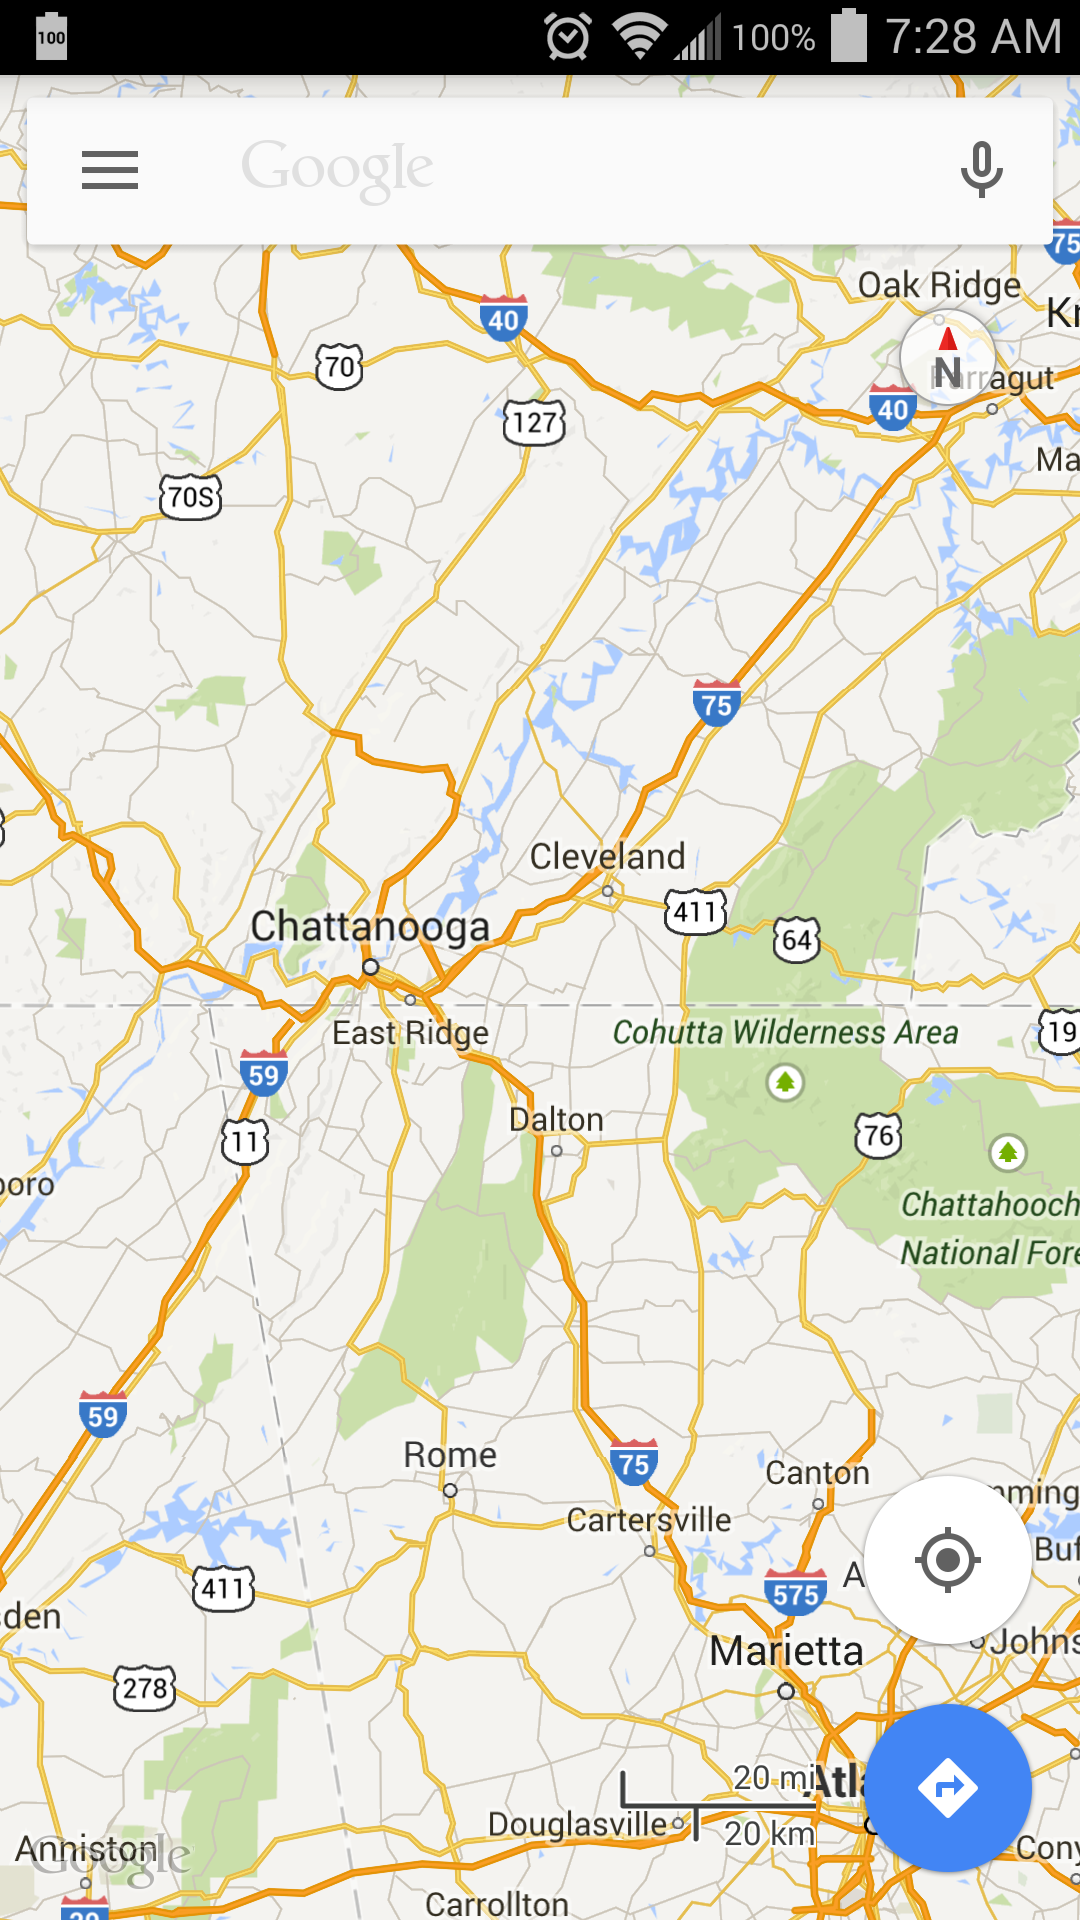 100
100%
7:28 AM
Google
75
Oak Ridge
40
Kn
70
Farragut
40
127
Ma
70S
75
Cleveland
411
Chattanooga
64
East Ridge
Cohutta Wilderness Area
19
59
Dalton
11
76
boro
Chattahooch
National Fore
59
Rome
75
Canton
mming
Cartersville
Buf
411
575
A
den
Marietta
Johns
278
20 mi
Atla
Douglasville
20 km
Anniston
Google
Cony
Carrollton
20
N